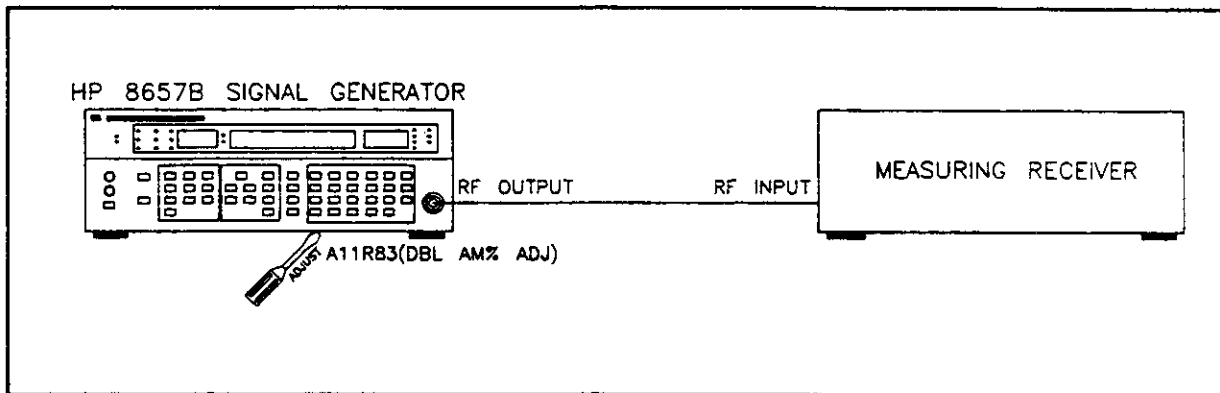 HP 8657B SIGNAL GENERATOR
RF OUTPUT
RF INPUT
MEASURING RECEIVER
ADJUST
A11R83(DBL AM% ADJ)